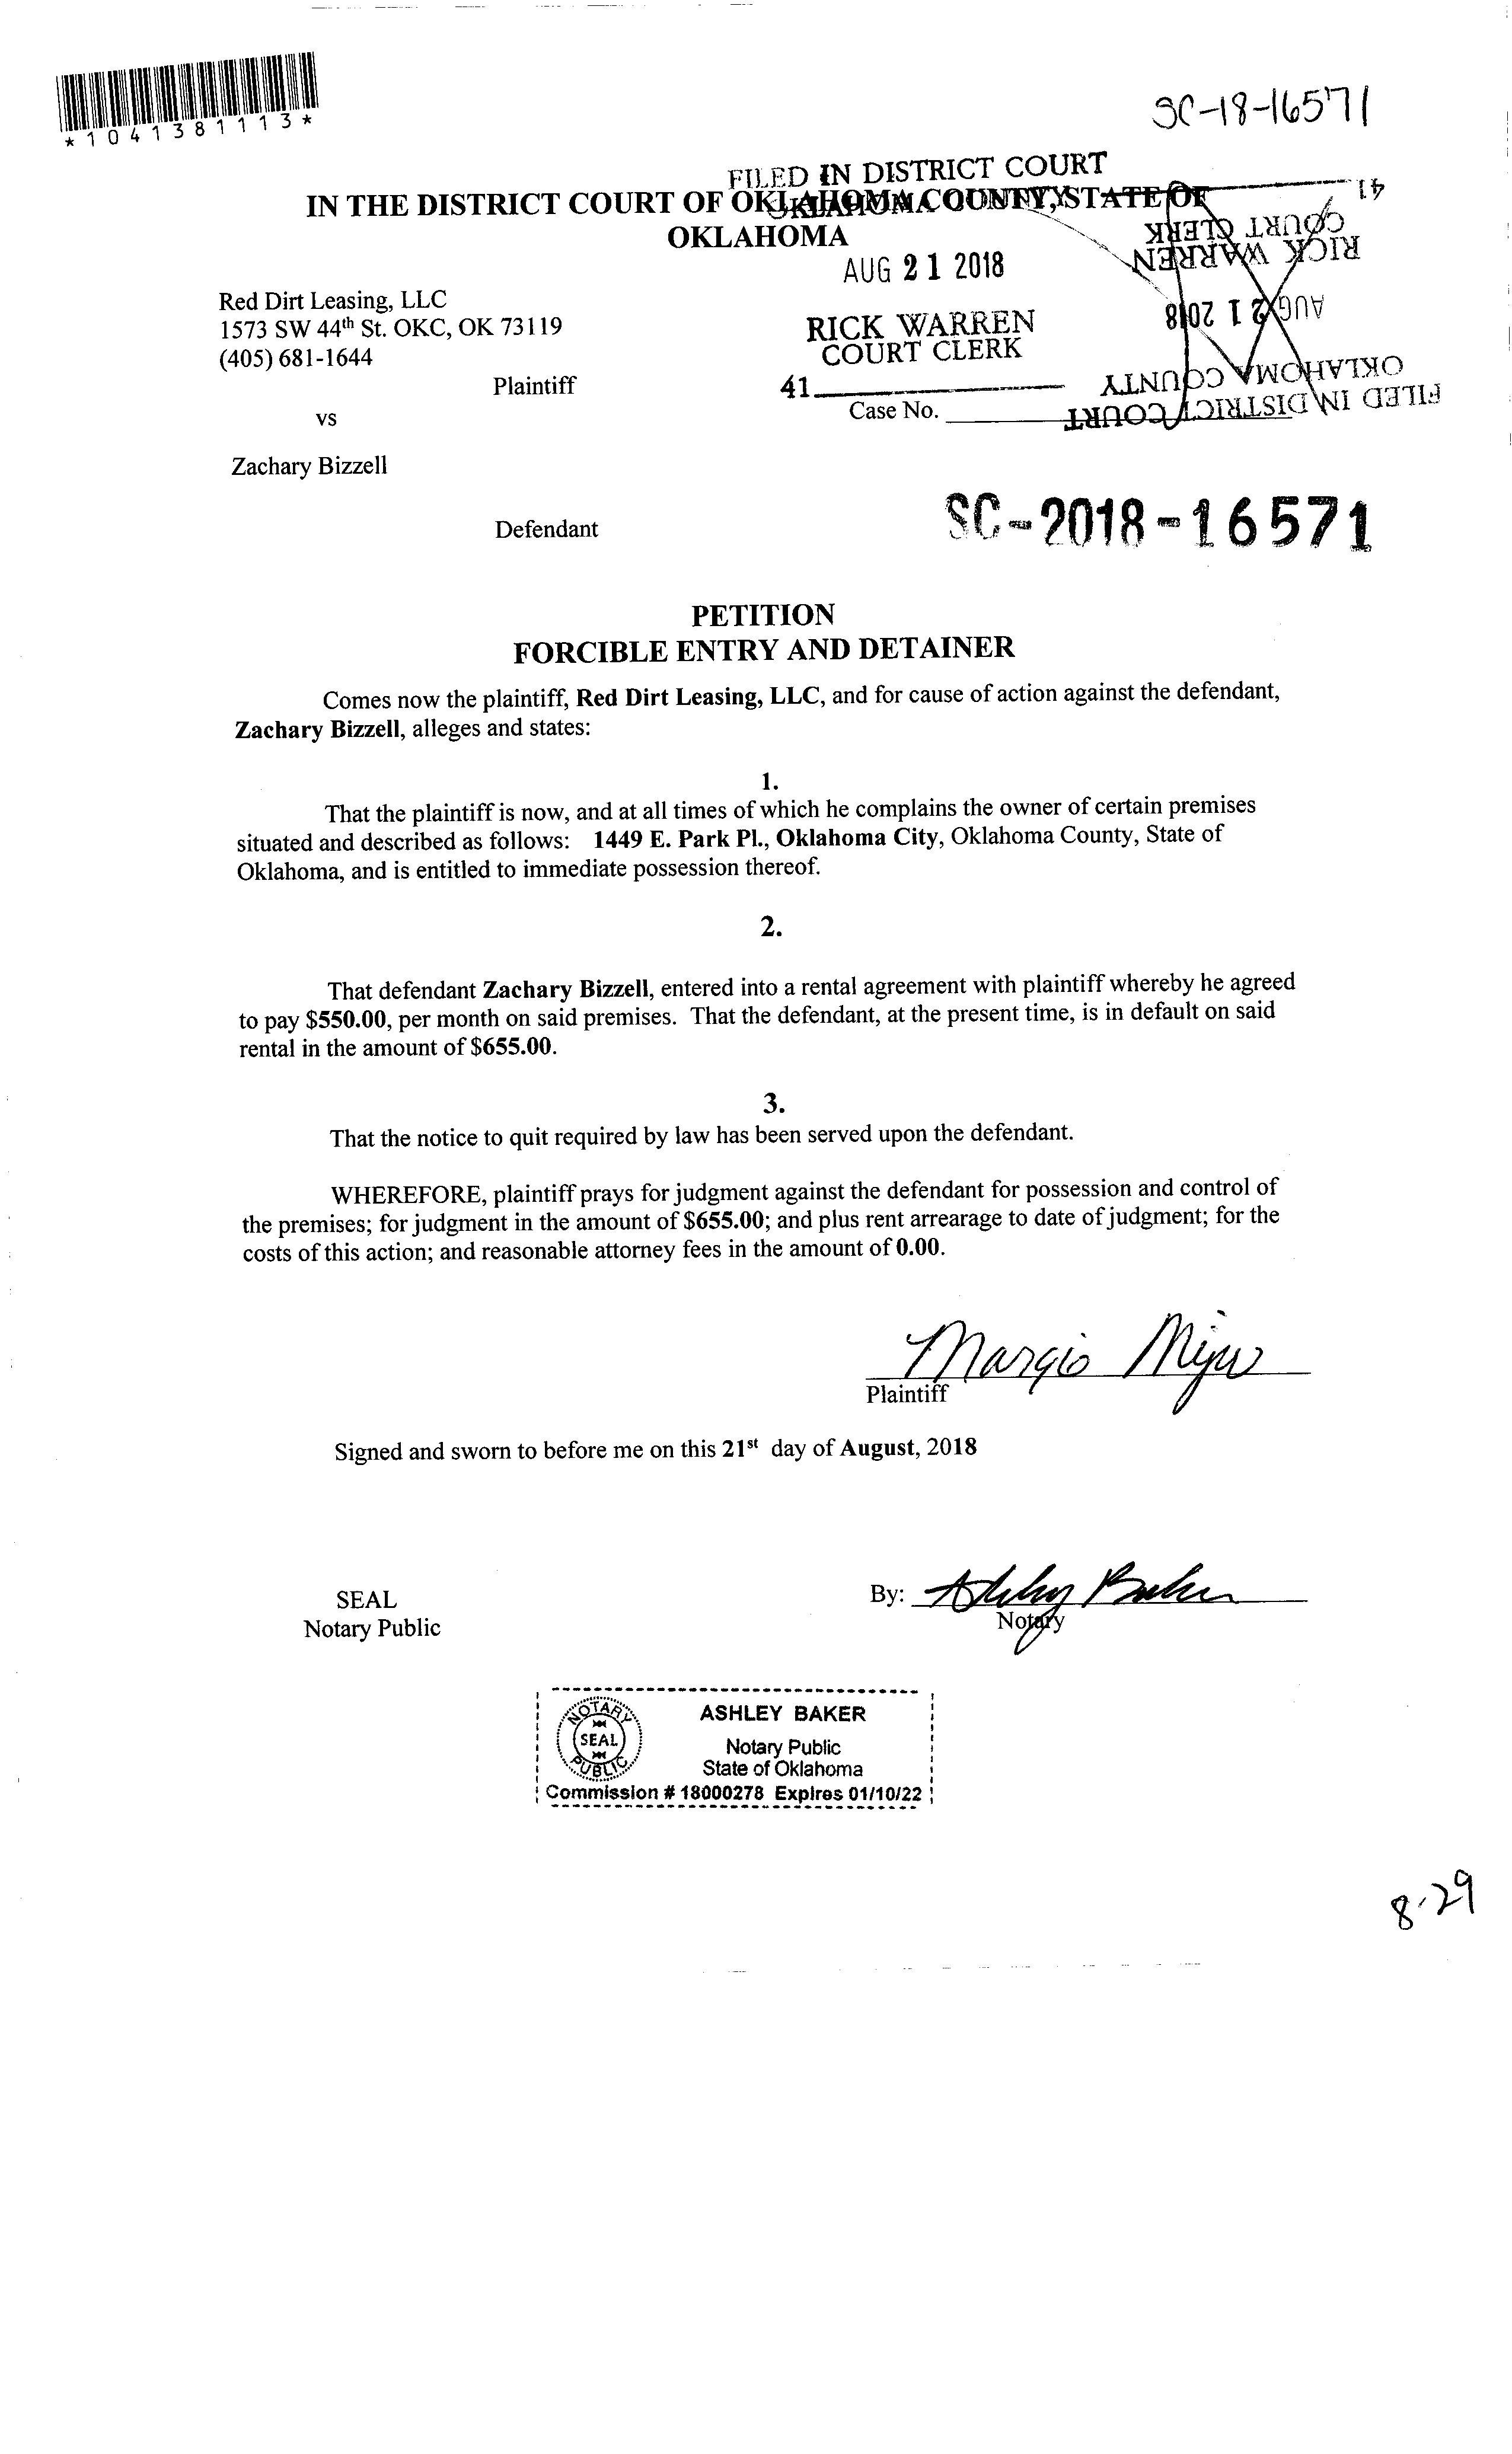 *1041381113*
SC-18-16571
FILED IN DISTRICT COURT
IN THE DISTRICT COURT OF OKLAHOMA COUNTY, STATE OF
OKLAHOMA
AUG 21 2018
RICK WARREN
COURT CLERK
41
FILED IN DISTRICT COURT
OKLAHOMA COUNTY
AUG 21 2018
RICK WARREN
COURT CLERK
41
Red Dirt Leasing, LLC
1573 SW 44th St. OKC, OK 73119
(405) 681-1644
Plaintiff
vs
Case No.
Zachary Bizzell
Defendant
SC-2018-16571
PETITION
FORCIBLE ENTRY AND DETAINER
Comes now the plaintiff, Red Dirt Leasing, LLC, and for cause of action against the defendant,
Zachary Bizzell, alleges and states:
1.
That the plaintiff is now, and at all times of which he complains the owner of certain premises
situated and described as follows: 1449 E. Park Pl., Oklahoma City, Oklahoma County, State of
Oklahoma, and is entitled to immediate possession thereof.
2.
That defendant Zachary Bizzell, entered into a rental agreement with plaintiff whereby he agreed
to pay $550.00, per month on said premises. That the defendant, at the present time, is in default on said
rental in the amount of $655.00.
3.
That the notice to quit required by law has been served upon the defendant.
WHEREFORE, plaintiff prays for judgment against the defendant for possession and control of
the premises; for judgment in the amount of $655.00; and plus rent arrearage to date of judgment; for the
costs of this action; and reasonable attorney fees in the amount of 0.00.
Plaintiff
Signed and sworn to before me on this 21st day of August, 2018
SEAL
Notary Public
By: Ashley Baker
Notary
NOTARY
SEAL
PUBLIC
ASHLEY BAKER
Notary Public
State of Oklahoma
Commission # 18000278 Expires 01/10/22
8-29